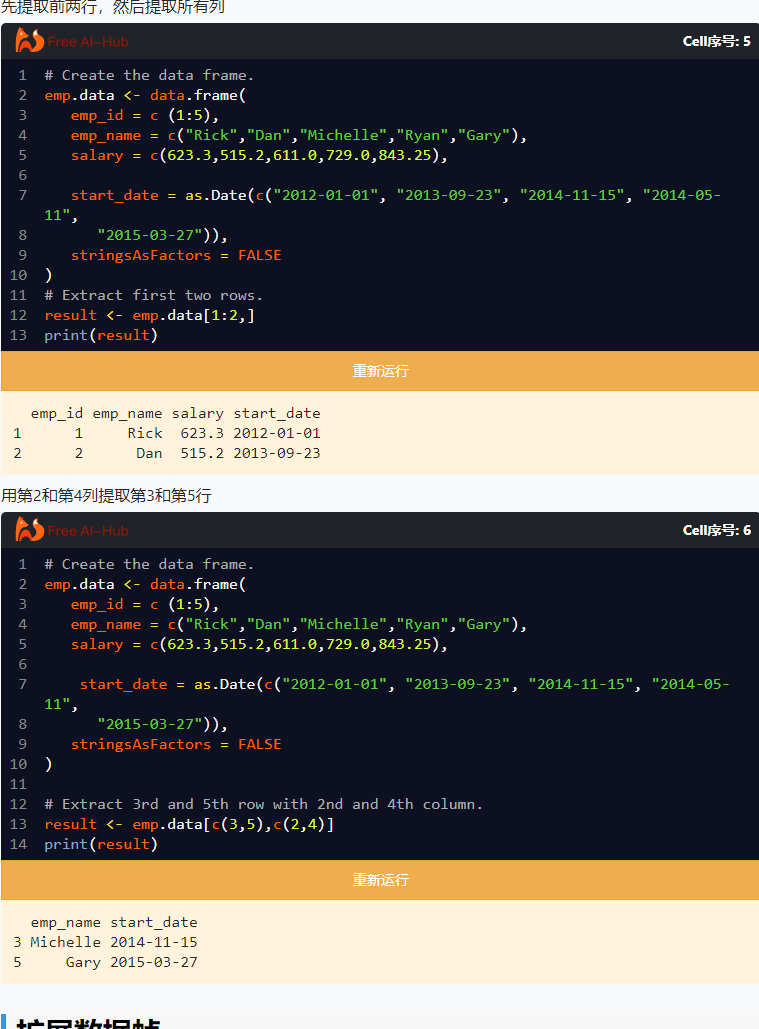 先提取前两行，然后提取所有列
Free AI-Hub
Cell序号: 5
1 # Create the data frame.
2 emp.data <- data.frame(
3    emp_id = c (1:5),
4    emp_name = c("Rick","Dan","Michelle","Ryan","Gary"),
5    salary = c(623.3,515.2,611.0,729.0,843.25),
6
7    start_date = as.Date(c("2012-01-01", "2013-09-23", "2014-11-15", "2014-05-
11",
8       "2015-03-27")),
9    stringsAsFactors = FALSE
10 )
11 # Extract first two rows.
12 result <- emp.data[1:2,]
13 print(result)
重新运行
  emp_id emp_name salary start_date
1      1     Rick  623.3 2012-01-01
2      2      Dan  515.2 2013-09-23
用第2和第4列提取第3和第5行
Free AI-Hub
Cell序号: 6
1 # Create the data frame.
2 emp.data <- data.frame(
3    emp_id = c (1:5),
4    emp_name = c("Rick","Dan","Michelle","Ryan","Gary"),
5    salary = c(623.3,515.2,611.0,729.0,843.25),
6
7     start_date = as.Date(c("2012-01-01", "2013-09-23", "2014-11-15", "2014-05-
11",
8       "2015-03-27")),
9    stringsAsFactors = FALSE
10 )
11
12 # Extract 3rd and 5th row with 2nd and 4th column.
13 result <- emp.data[c(3,5),c(2,4)]
14 print(result)
重新运行
  emp_name start_date
3 Michelle 2014-11-15
5     Gary 2015-03-27
扩展数据帧